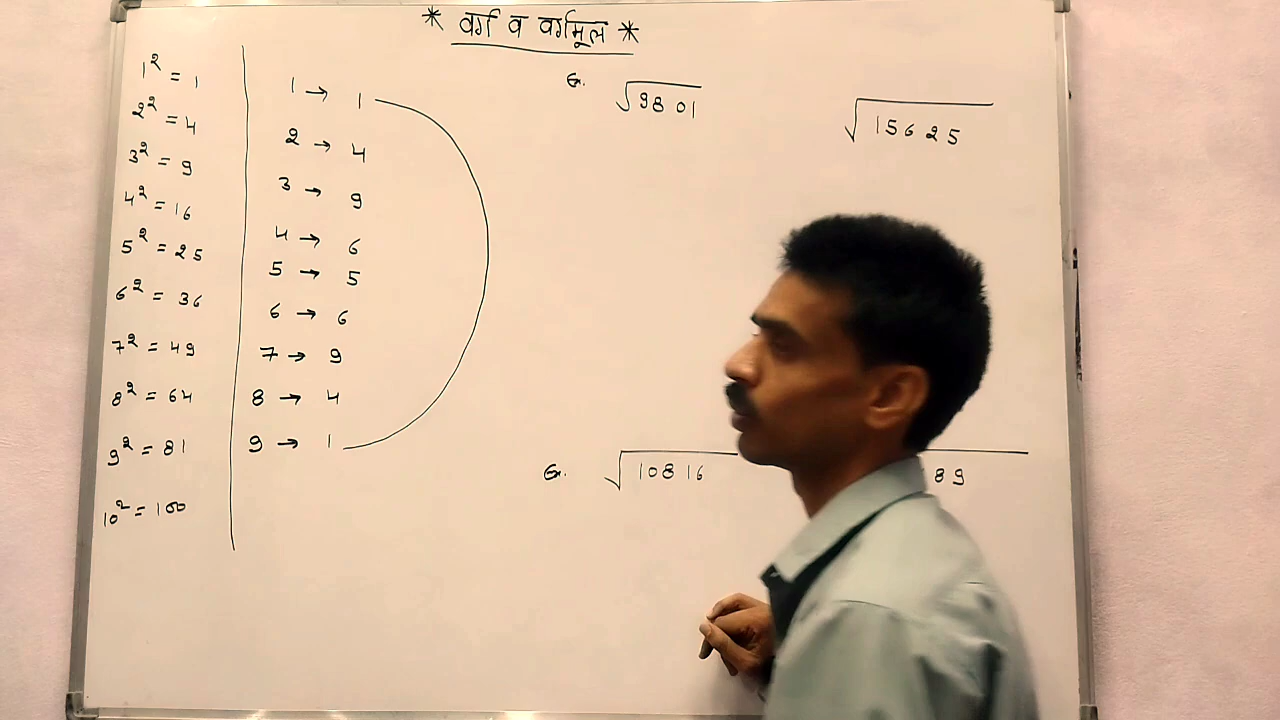 * वर्ग व वर्गमूल *
1² = 1
2² = 4
3² = 9
4² = 16
5² = 25
6² = 36
7² = 49
8² = 64
9² = 81
10² = 100
1 → 1
2 → 4
3 → 9
4 → 6
5 → 5
6 → 6
7 → 9
8 → 4
9 → 1
उदा. √9801
√15625
उदा. √10816
89